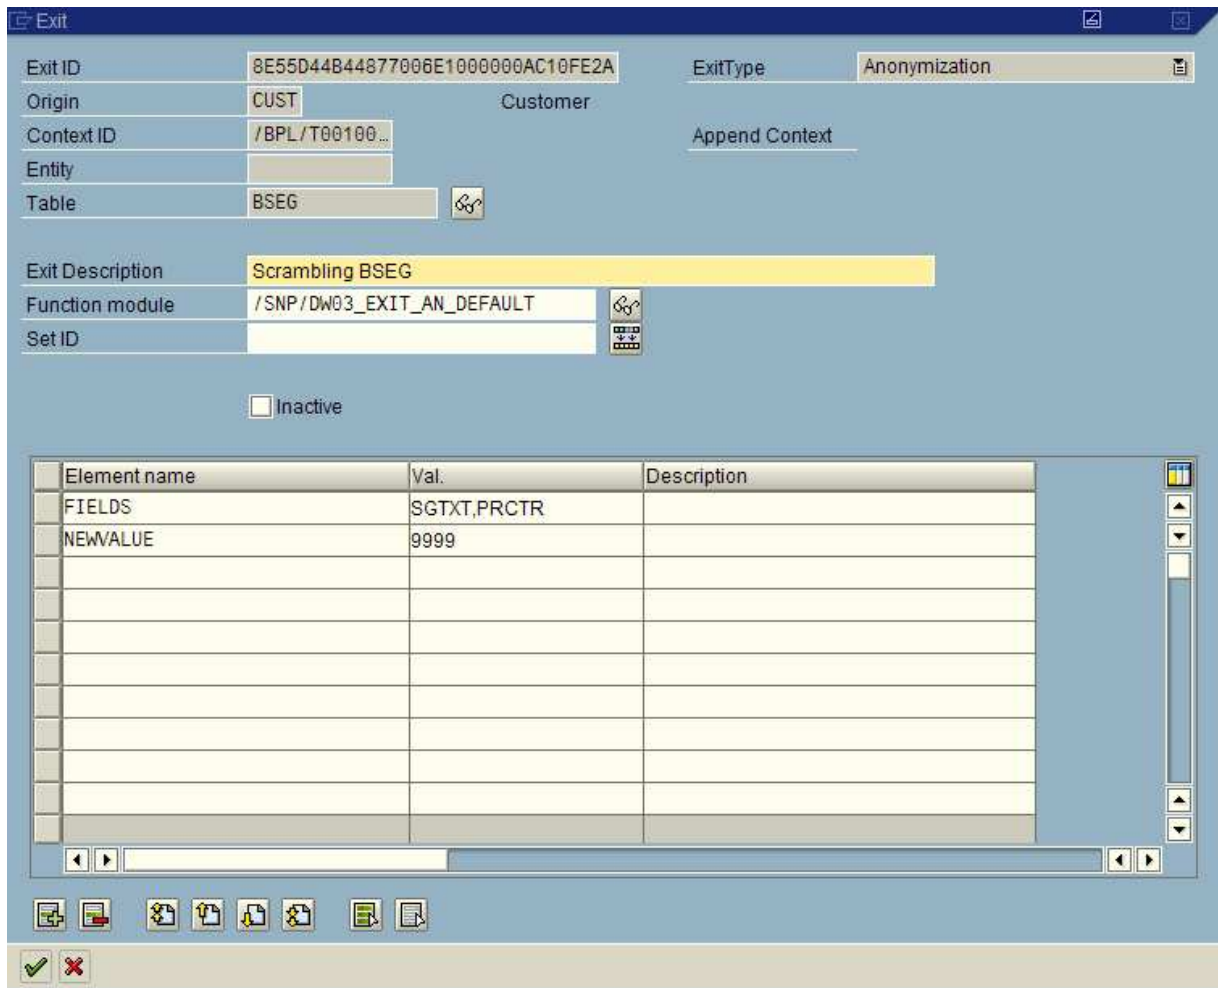 Exit
Exit ID 8E55D44B44877006E1000000AC10FE2A ExitType Anonymization
Origin CUST Customer
Context ID /BPL/T00100… Append Context
Entity
Table BSEG
Exit Description Scrambling BSEG
Function module /SNP/DW03_EXIT_AN_DEFAULT
Set ID
Inactive
Element name Val. Description
FIELDS SGTXT,PRCTR
NEWVALUE 9999